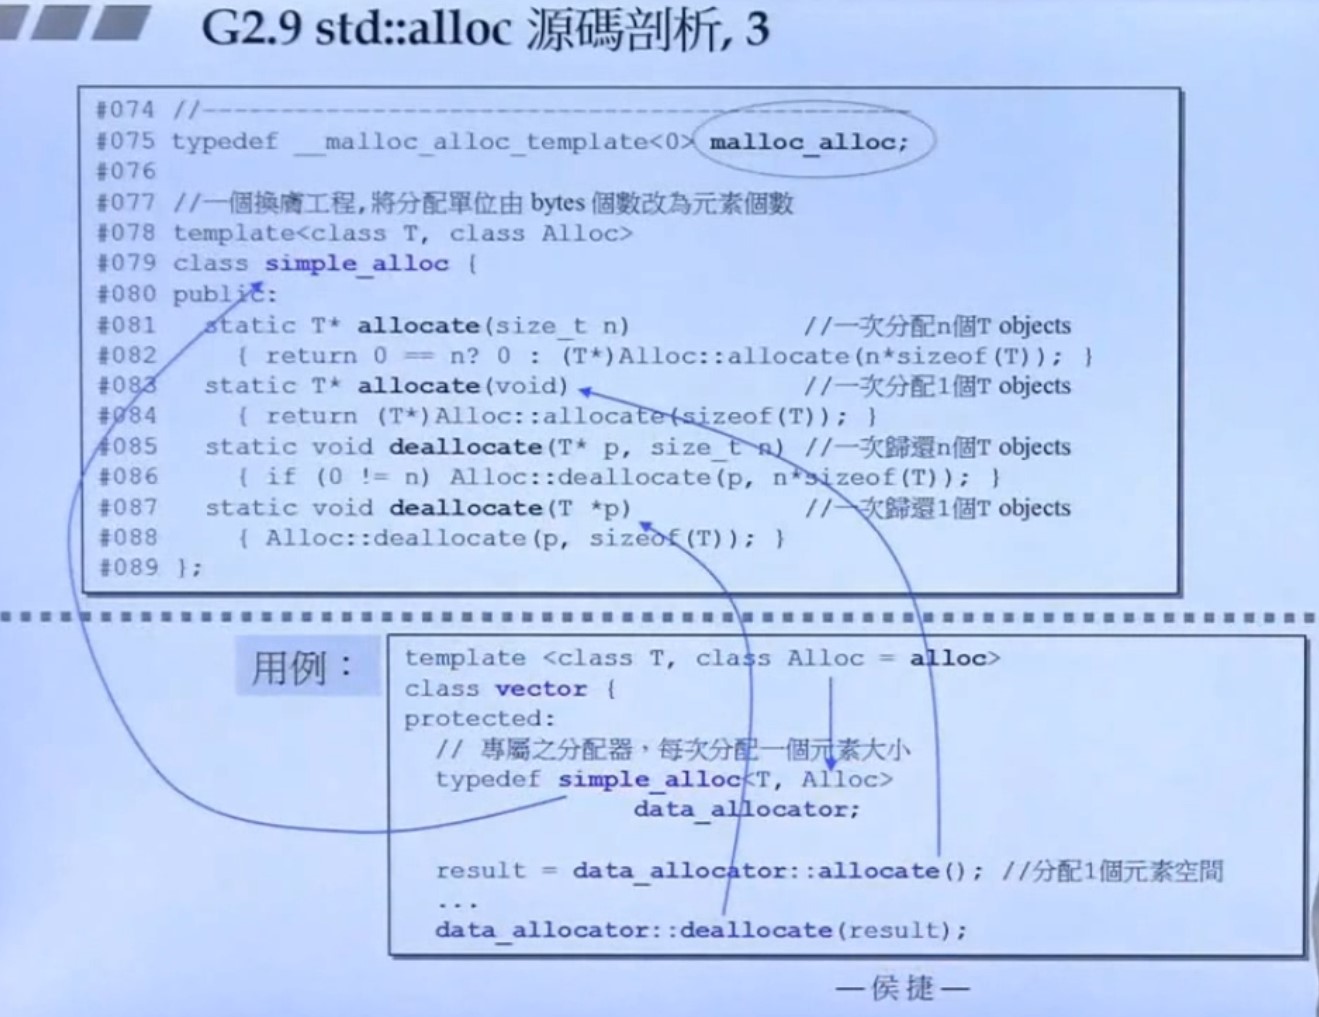 G2.9 std::alloc 源碼剖析, 3
#074 //----------------------------------------------
#075 typedef __malloc_alloc_template<0> malloc_alloc;
#076
#077 //一個換膚工程,將分配單位由 bytes 個數改為元素個數
#078 template<class T, class Alloc>
#079 class simple_alloc {
#080 public:
#081 static T* allocate(size_t n) //一次分配n個T objects
#082 { return 0 == n? 0 : (T*)Alloc::allocate(n*sizeof(T)); }
#083 static T* allocate(void) //一次分配1個T objects
#084 { return (T*)Alloc::allocate(sizeof(T)); }
#085 static void deallocate(T* p, size_t n) //一次歸還n個T objects
#086 { if (0 != n) Alloc::deallocate(p, n*sizeof(T)); }
#087 static void deallocate(T *p) //一次歸還1個T objects
#088 { Alloc::deallocate(p, sizeof(T)); }
#089 };
用例：
template <class T, class Alloc = alloc>
class vector {
protected:
// 專屬之分配器，每次分配一個元素大小
typedef simple_alloc<T, Alloc>
data_allocator;
result = data_allocator::allocate(); //分配1個元素空間
...
data_allocator::deallocate(result);
—侯捷—